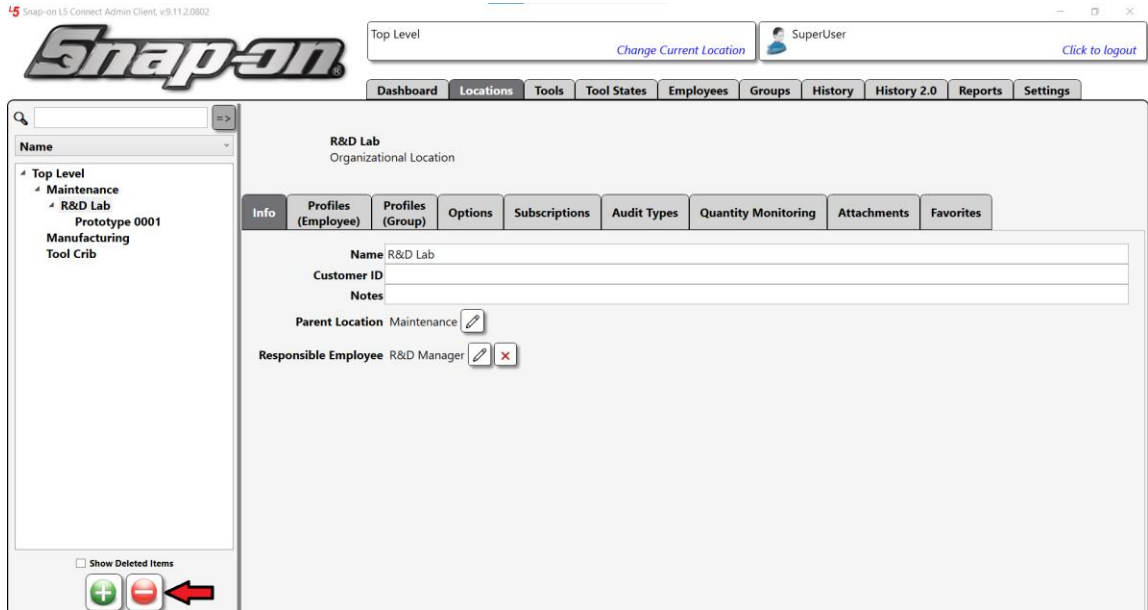 L5 Snap-on L5 Connect Admin Client, v:9.11.2.0802
Snap-on
Top Level
Change Current Location
SuperUser
Click to logout
Dashboard Locations Tools Tool States Employees Groups History History 2.0 Reports Settings
=>
Name
Top Level
Maintenance
R&D Lab
Prototype 0001
Manufacturing
Tool Crib
Show Deleted Items
R&D Lab
Organizational Location
Info Profiles (Employee) Profiles (Group) Options Subscriptions Audit Types Quantity Monitoring Attachments Favorites
Name R&D Lab
Customer ID
Notes
Parent Location Maintenance
Responsible Employee R&D Manager